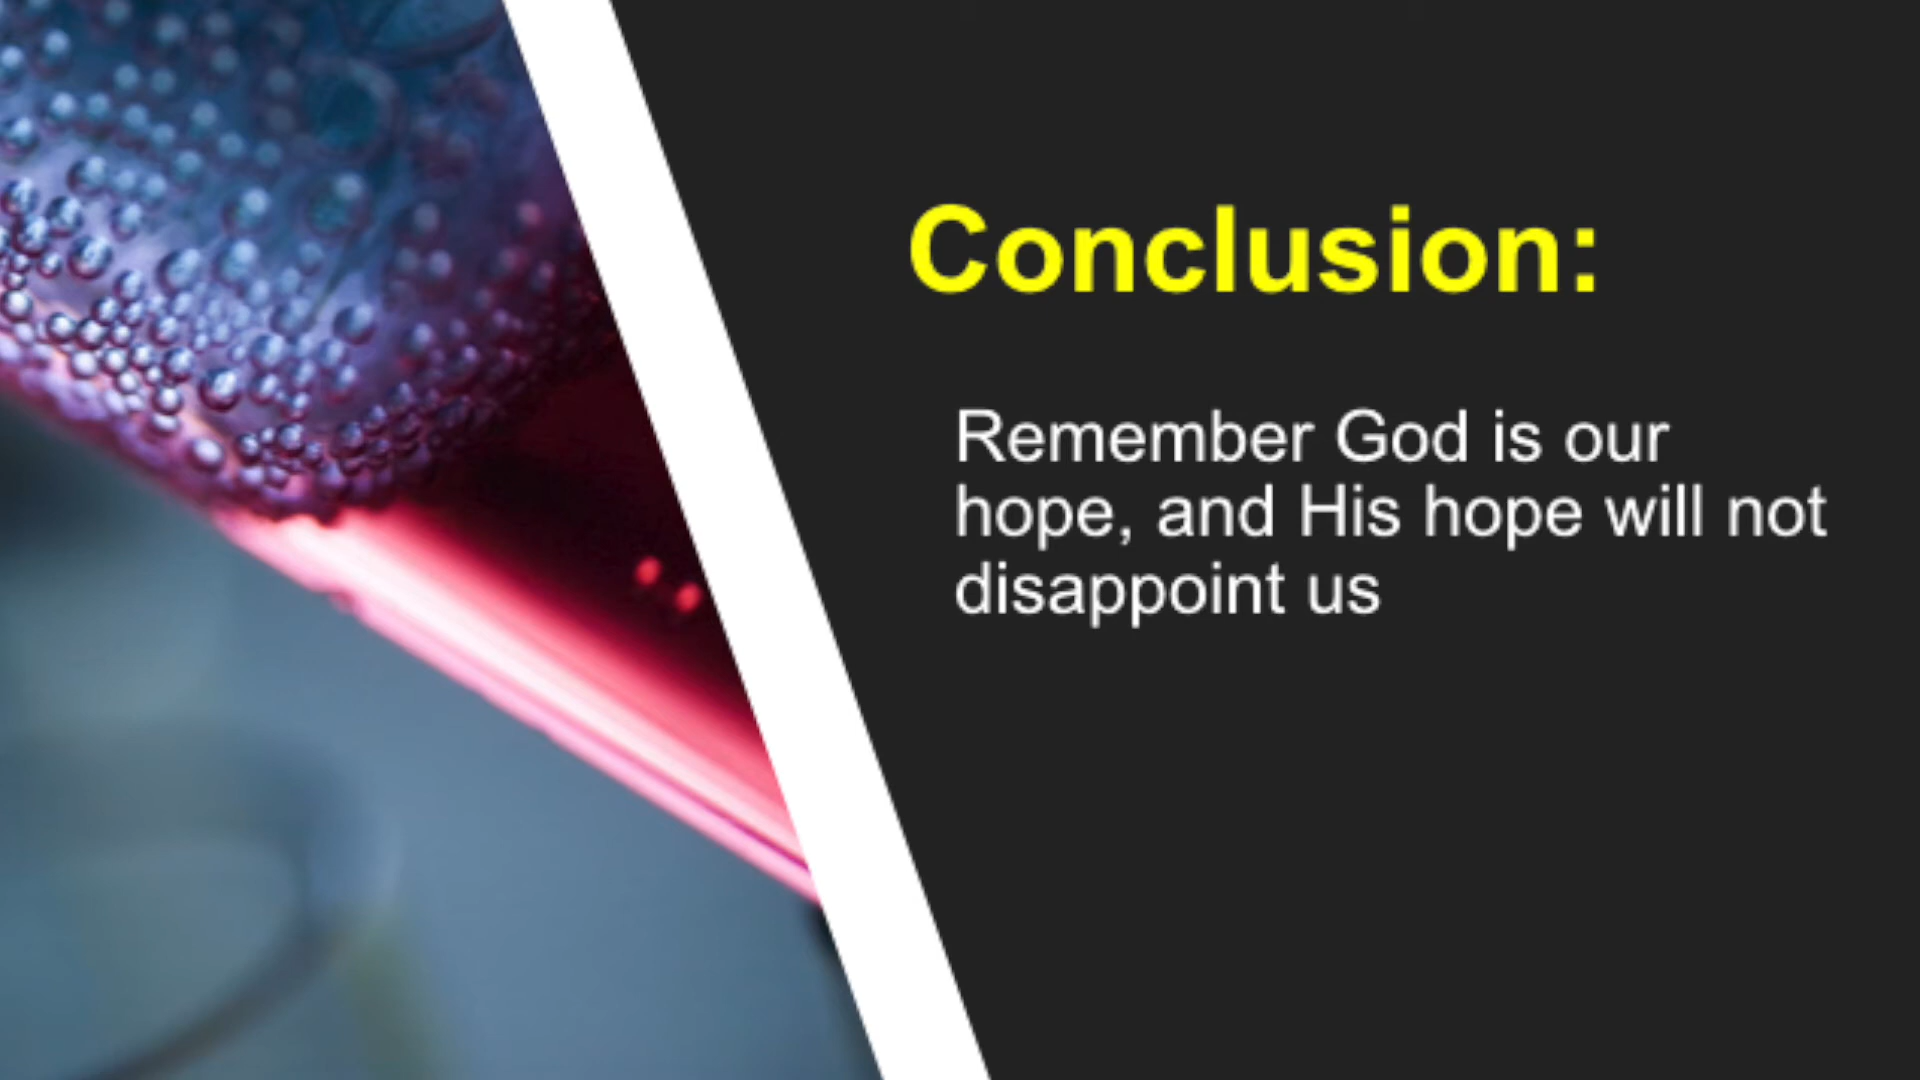 Conclusion:
Remember God is our
hope, and His hope will not
disappoint us